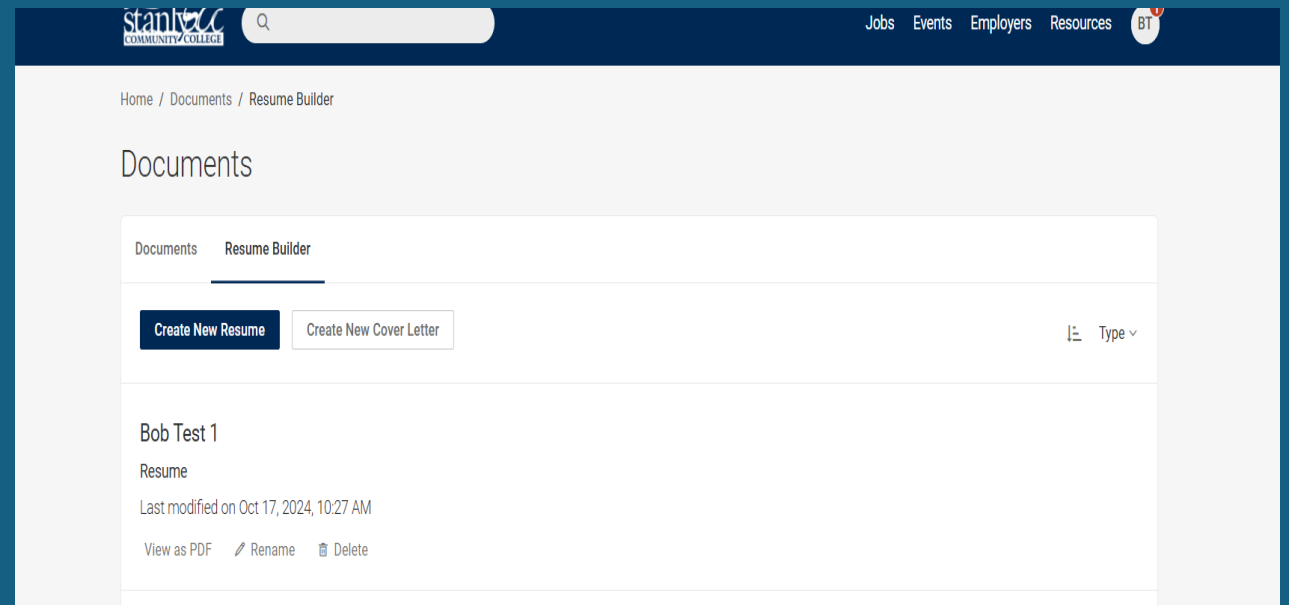 stanly
COMMUNITY COLLEGE
Jobs Events Employers Resources BT
Home / Documents / Resume Builder
Documents
Documents Resume Builder
Create New Resume Create New Cover Letter Type
Bob Test 1
Resume
Last modified on Oct 17, 2024, 10:27 AM
View as PDF Rename Delete